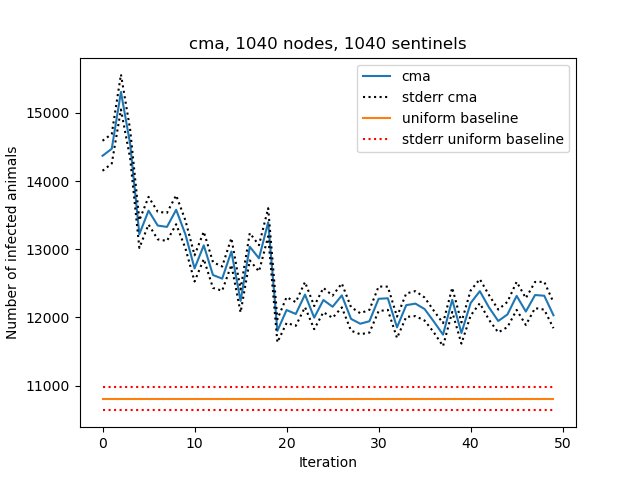 cma, 1040 nodes, 1040 sentinels
cma
stderr cma
uniform baseline
stderr uniform baseline
Number of infected animals
15000
14000
13000
12000
11000
0 10 20 30 40 50
Iteration